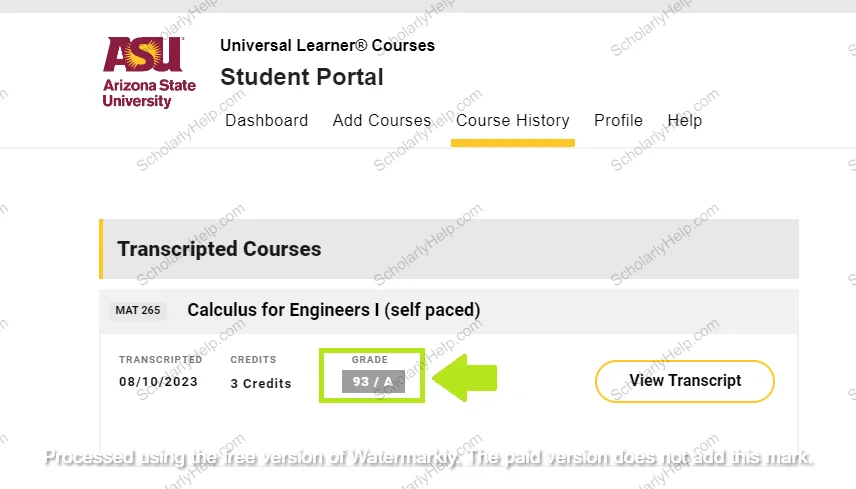 ASU
Arizona State
University
Universal Learner® Courses
Student Portal
Dashboard Add Courses Course History Profile Help
Transcripted Courses
MAT 265 Calculus for Engineers I (self paced)
TRANSCRIPTED CREDITS GRADE
08/10/2023 3 Credits 93 / A View Transcript
Processed using the free version of Watermarkly. The paid version does not add this mark.
ScholarlyHelp.com